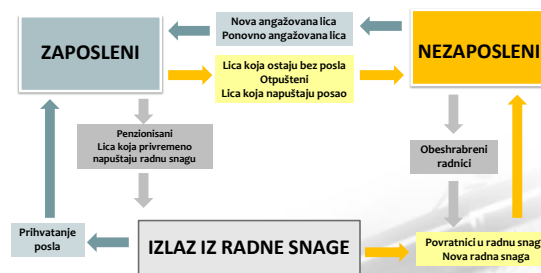 Nova angažovana lica
Ponovno angažovana lica
ZAPOSLENI
NEZAPOSLENI
Lica koja ostaju bez posla
Otpušteni
Lica koja napuštaju posao
Penzionisani
Lica koja privremeno
napuštaju radnu snagu
Obeshrabreni
radnici
Prihvatanje
posla
IZLAZ IZ RADNE SNAGE
Povratnici u radnu snag
Nova radna snaga